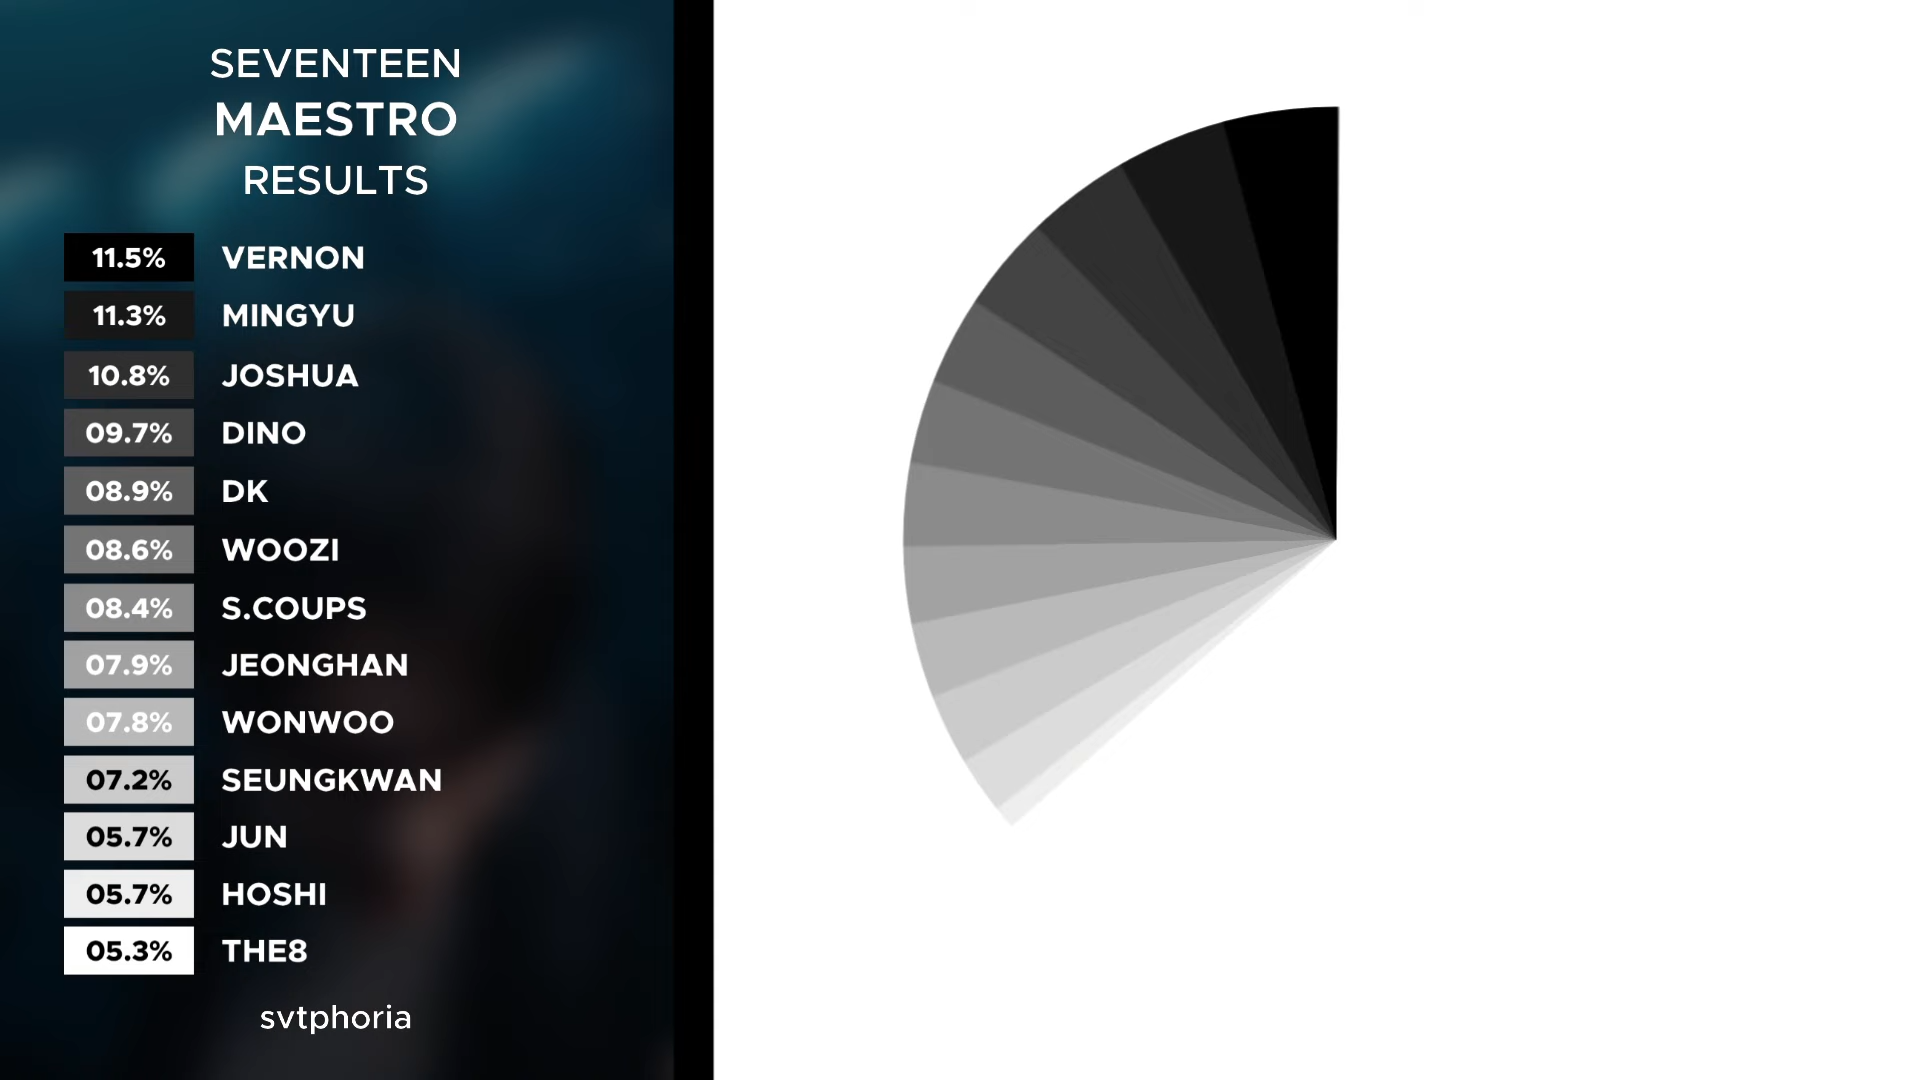 SEVENTEEN
MAESTRO
RESULTS
11.5% VERNON
11.3% MINGYU
10.8% JOSHUA
09.7% DINO
08.9% DK
08.6% WOOZI
08.4% S.COUPS
07.9% JEONGHAN
07.8% WONWOO
07.2% SEUNGKWAN
05.7% JUN
05.7% HOSHI
05.3% THE8
svtphoria